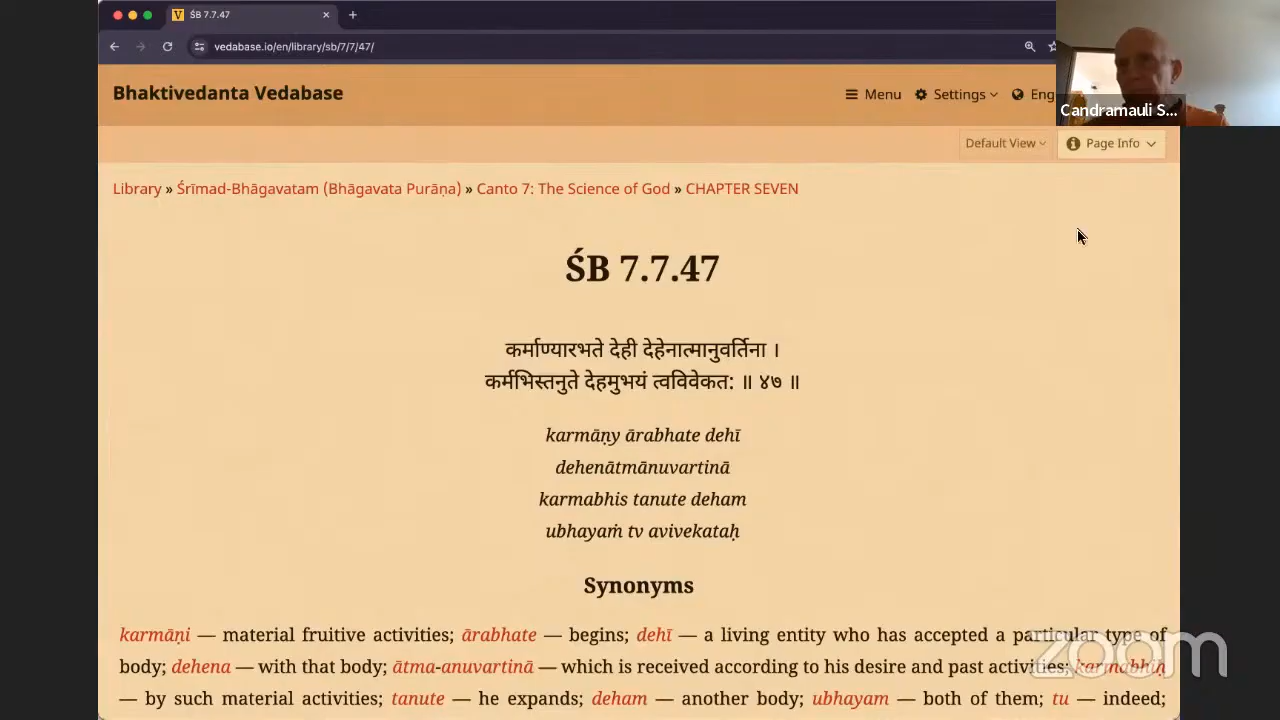 ŚB 7.7.47
vedabase.io/en/library/sb/7/7/47/
Bhaktivedanta Vedabase
Menu
Settings
Eng
Candramauli S...
Default View
Page Info
Library » Śrīmad-Bhāgavatam (Bhāgavata Purāṇa) » Canto 7: The Science of God » CHAPTER SEVEN
ŚB 7.7.47
कर्माण्यारभते देही देहेनात्मानुवर्तिना ।
कर्मभिस्तनुते देहमुभयं त्वविवेकत: ॥ ४७ ॥
karmāṇy ārabhate dehī
dehenātmānuvartinā
karmabhis tanute deham
ubhayaṁ tv avivekataḥ
Synonyms
karmāṇi — material fruitive activities; ārabhate — begins; dehī — a living entity who has accepted a particular type of
body; dehena — with that body; ātma-anuvartinā — which is received according to his desire and past activities; karmabhiḥ
— by such material activities; tanute — he expands; deham — another body; ubhayam — both of them; tu — indeed;
zoom